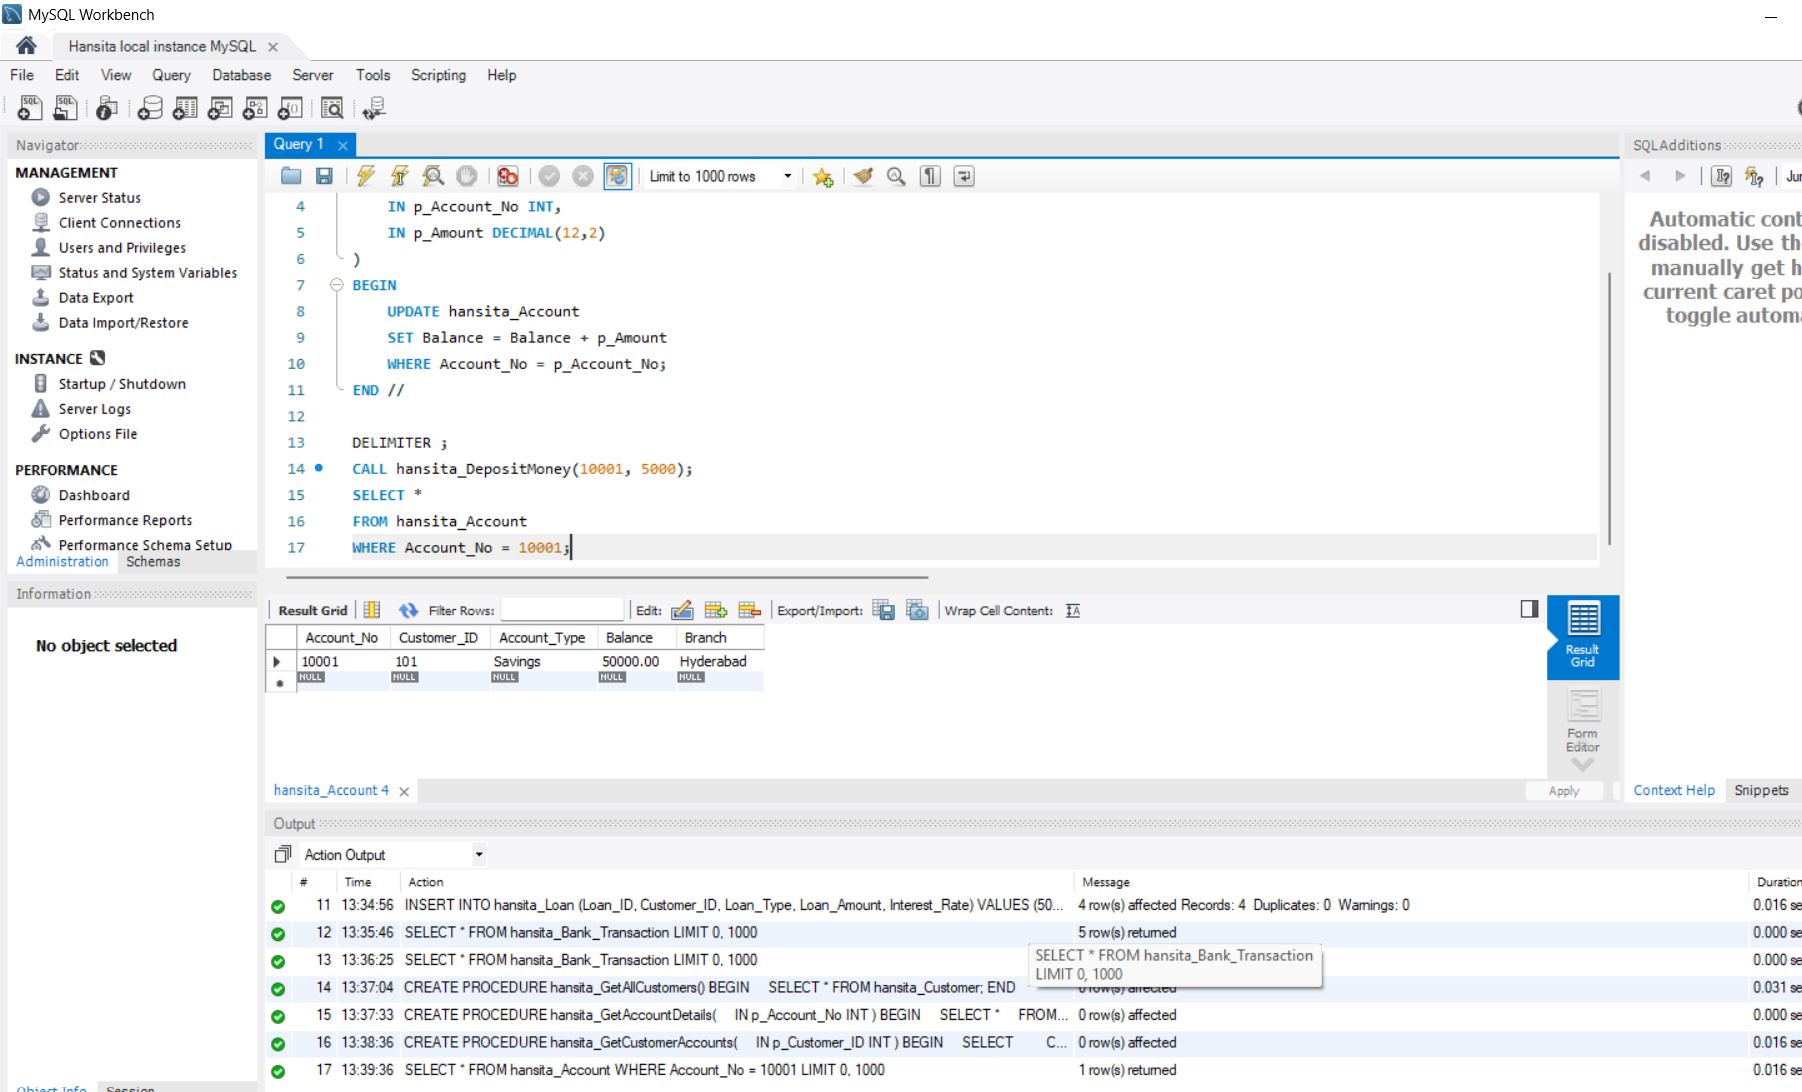 MySQL Workbench
Hansita local instance MySQL
File Edit View Query Database Server Tools Scripting Help
Navigator
MANAGEMENT
Server Status
Client Connections
Users and Privileges
Status and System Variables
Data Export
Data Import/Restore
INSTANCE
Startup / Shutdown
Server Logs
Options File
PERFORMANCE
Dashboard
Performance Reports
Performance Schema Setup
Administration Schemas
Information
No object selected
Object Info Session
Query 1
Limit to 1000 rows
4 IN p_Account_No INT,
5 IN p_Amount DECIMAL(12,2)
6 )
7 BEGIN
8 UPDATE hansita_Account
9 SET Balance = Balance + p_Amount
10 WHERE Account_No = p_Account_No;
11 END //
12
13 DELIMITER ;
14 CALL hansita_DepositMoney(10001, 5000);
15 SELECT *
16 FROM hansita_Account
17 WHERE Account_No = 10001;
Result Grid Filter Rows: Edit: Export/Import: Wrap Cell Content:
Account_No Customer_ID Account_Type Balance Branch
10001 101 Savings 50000.00 Hyderabad
NULL NULL NULL NULL NULL
Result
Grid
Form
Editor
hansita_Account 4
Apply
SQLAdditions
Automatic cont
disabled. Use the
manually get h
current caret po
toggle automa
Context Help Snippets
Output
Action Output
# Time Action Message Duration
11 13:34:56 INSERT INTO hansita_Loan (Loan_ID, Customer_ID, Loan_Type, Loan_Amount, Interest_Rate) VALUES (50... 4 row(s) affected Records: 4 Duplicates: 0 Warnings: 0 0.016 se
12 13:35:46 SELECT * FROM hansita_Bank_Transaction LIMIT 0, 1000 5 row(s) returned 0.000 se
13 13:36:25 SELECT * FROM hansita_Bank_Transaction LIMIT 0, 1000 0.000 se
SELECT * FROM hansita_Bank_Transaction
LIMIT 0, 1000
14 13:37:04 CREATE PROCEDURE hansita_GetAllCustomers() BEGIN SELECT * FROM hansita_Customer; END 0 row(s) affected 0.031 se
15 13:37:33 CREATE PROCEDURE hansita_GetAccountDetails( IN p_Account_No INT ) BEGIN SELECT * FROM... 0 row(s) affected 0.000 se
16 13:38:36 CREATE PROCEDURE hansita_GetCustomerAccounts( IN p_Customer_ID INT ) BEGIN SELECT C... 0 row(s) affected 0.016 se
17 13:39:36 SELECT * FROM hansita_Account WHERE Account_No = 10001 LIMIT 0, 1000 1 row(s) returned 0.016 se